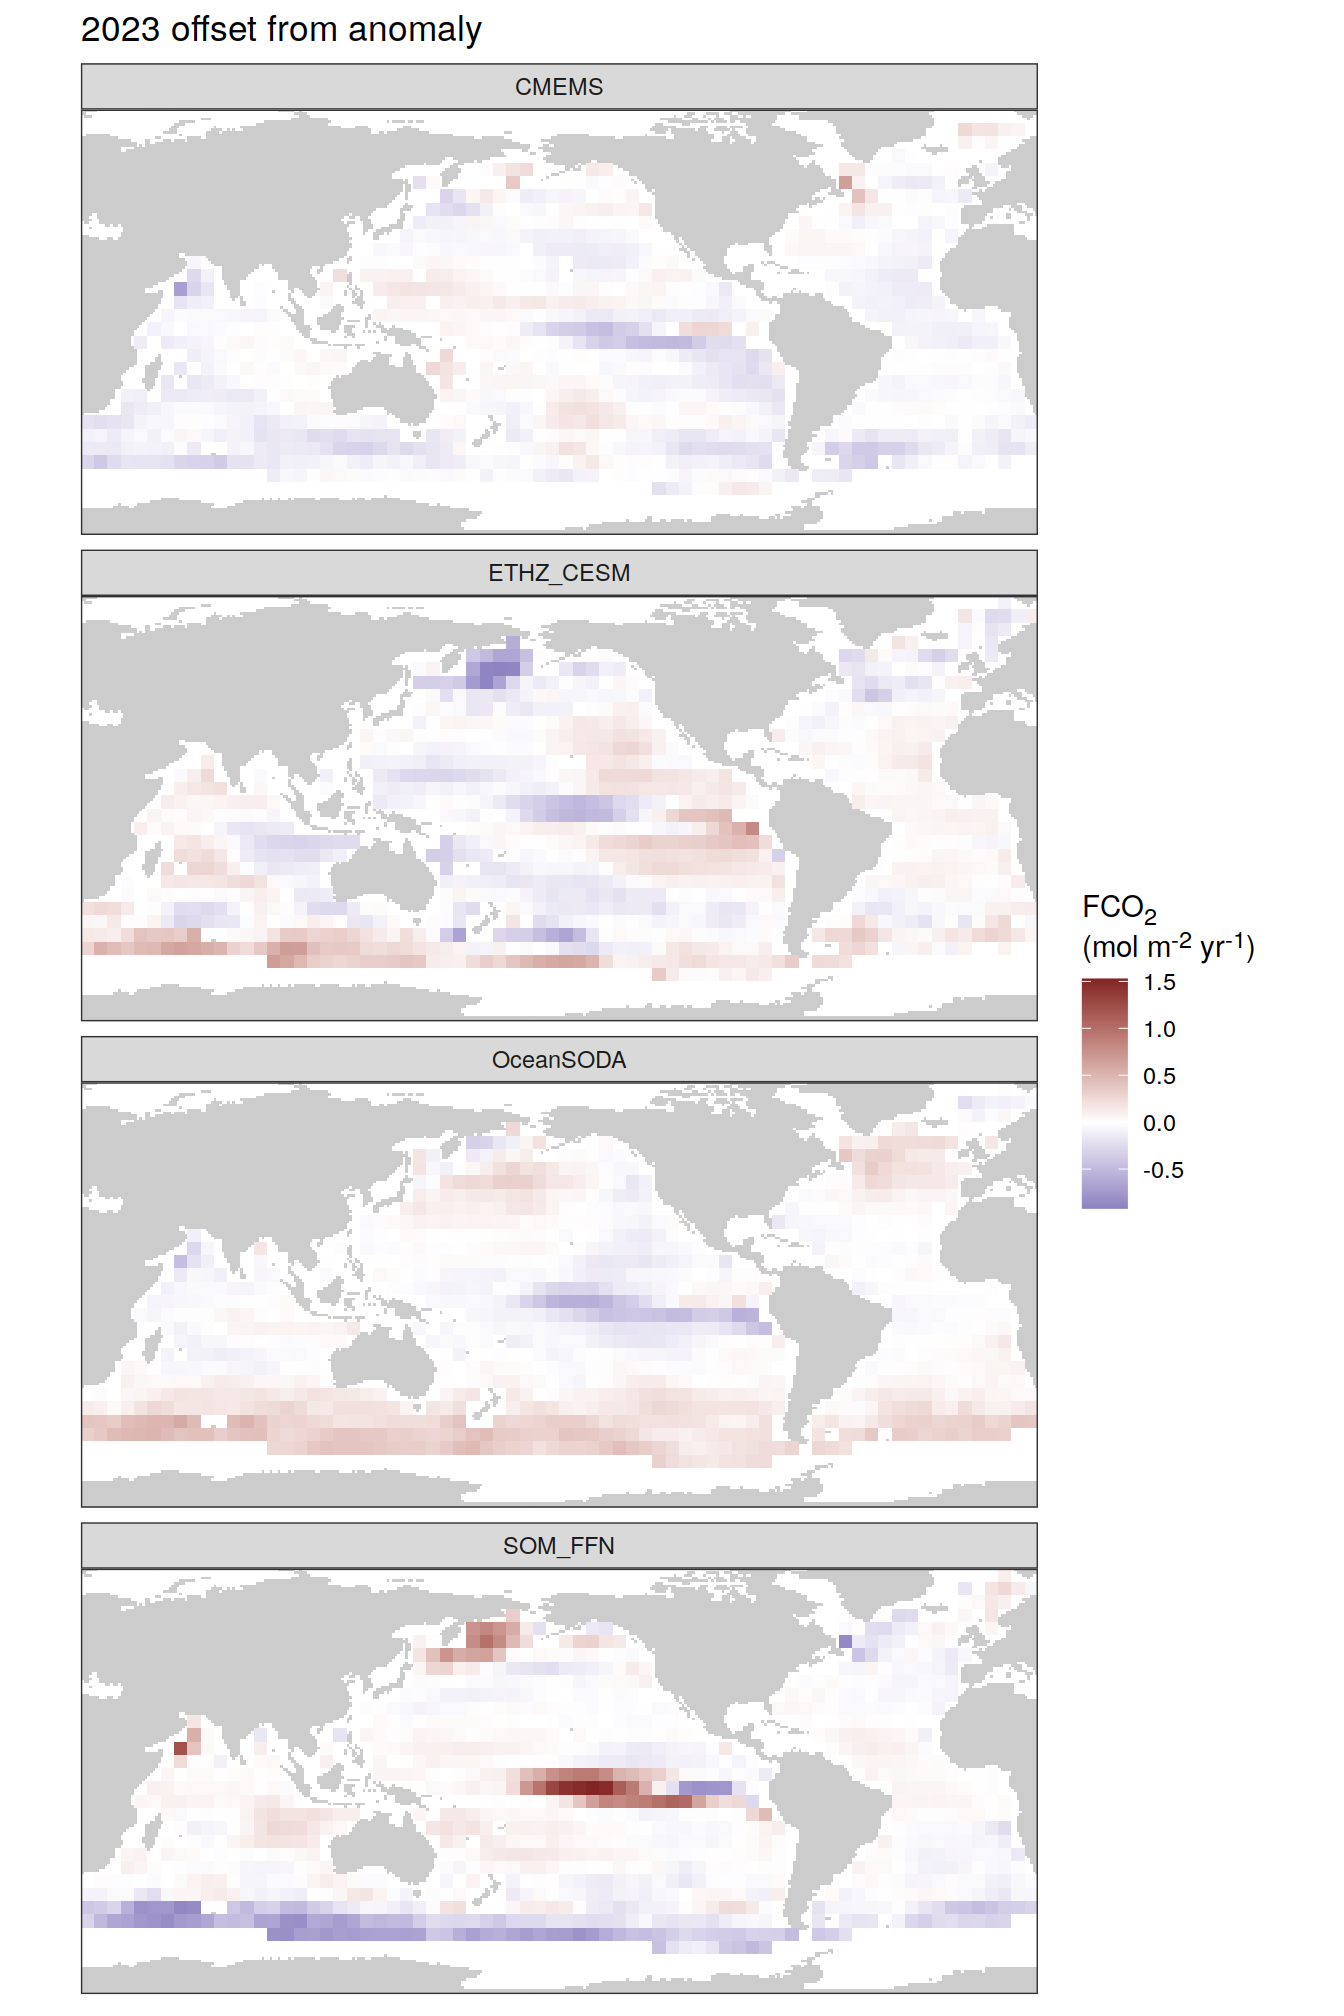 2023 offset from anomaly
CMEMS
ETHZ_CESM
OceanSODA
SOM_FFN
FCO₂
(mol m⁻² yr⁻¹)
1.5
1.0
0.5
0.0
-0.5